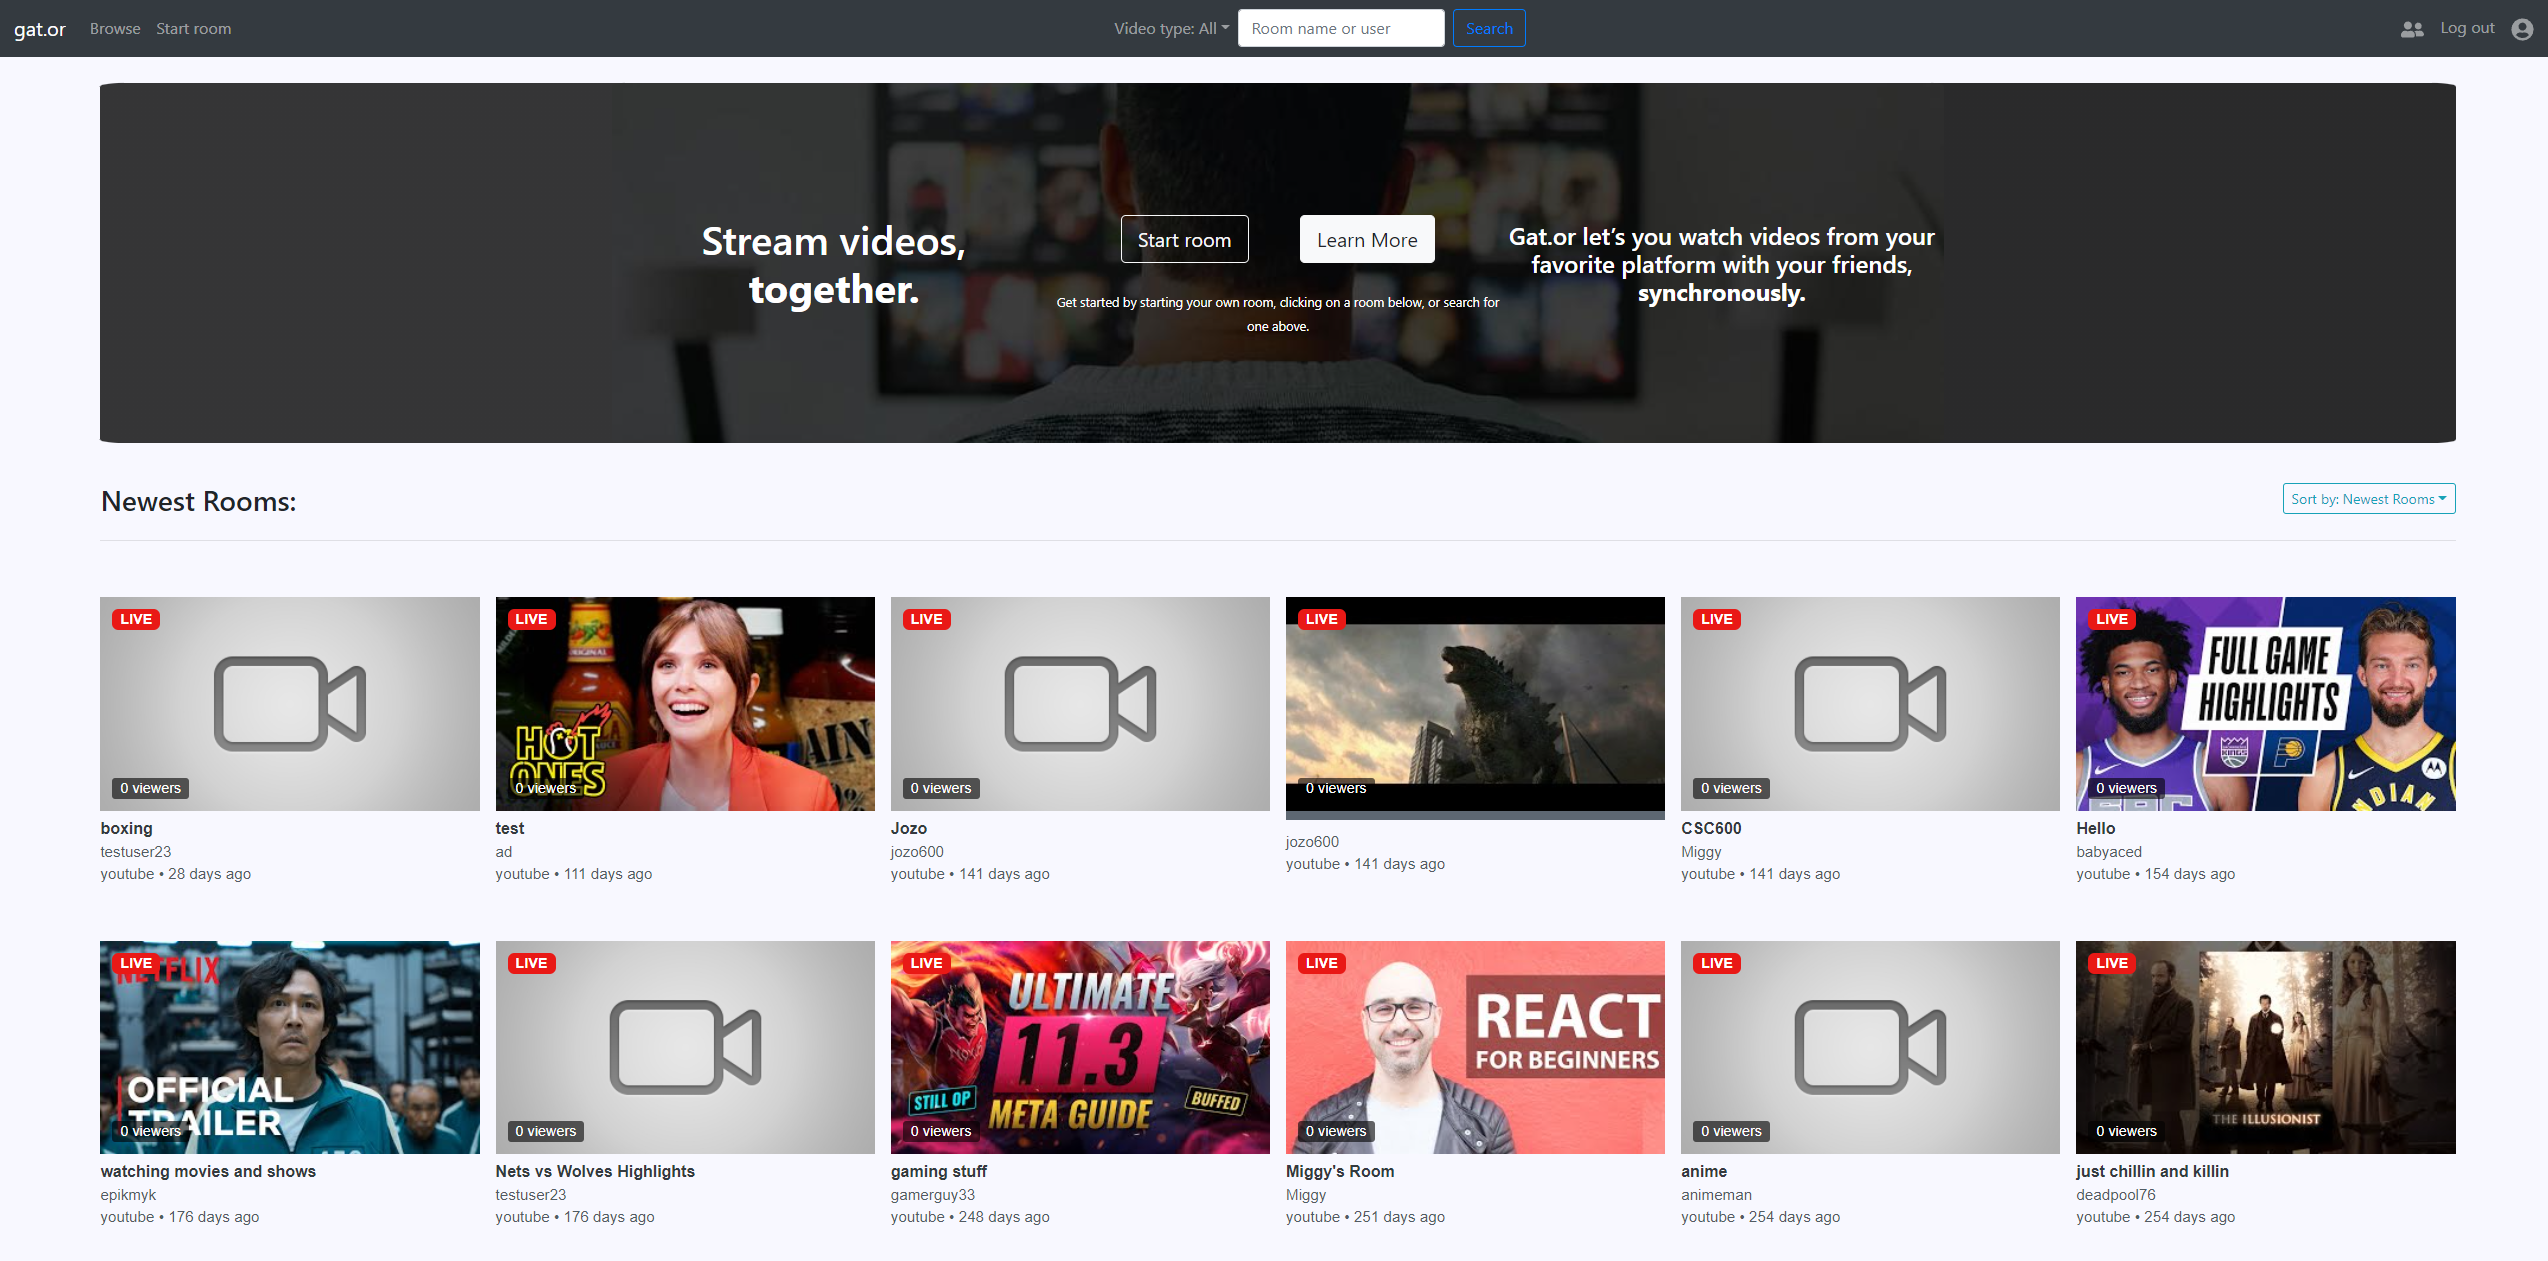 gat.or Browse Start room Video type: All Room name or user Search Log out
Stream videos,
together.
Start room Learn More
Get started by starting your own room, clicking on a room below, or search for
one above.
Gat.or let's you watch videos from your
favorite platform with your friends,
synchronously.
Newest Rooms:
Sort by: Newest Rooms
LIVE
0 viewers
boxing
testuser23
youtube • 28 days ago
LIVE
ORIGINAL
HOT
ONES
AIN
0 viewers
test
ad
youtube • 111 days ago
LIVE
0 viewers
Jozo
jozo600
youtube • 141 days ago
LIVE
0 viewers
jozo600
youtube • 141 days ago
LIVE
0 viewers
CSC600
Miggy
youtube • 141 days ago
LIVE
FULL GAME
HIGHLIGHTS
KINGS
INDIAN
0 viewers
Hello
babyaced
youtube • 154 days ago
LIVE
NETFLIX
OFFICIAL
TRAILER
0 viewers
watching movies and shows
epikmyk
youtube • 176 days ago
LIVE
0 viewers
Nets vs Wolves Highlights
testuser23
youtube • 176 days ago
LIVE
ULTIMATE
11.3
STILL OP
META GUIDE
BUFFED
0 viewers
gaming stuff
gamerguy33
youtube • 248 days ago
LIVE
REACT
FOR BEGINNERS
0 viewers
Miggy's Room
Miggy
youtube • 251 days ago
LIVE
0 viewers
anime
animeman
youtube • 254 days ago
LIVE
THE ILLUSIONIST
0 viewers
just chillin and killin
deadpool76
youtube • 254 days ago